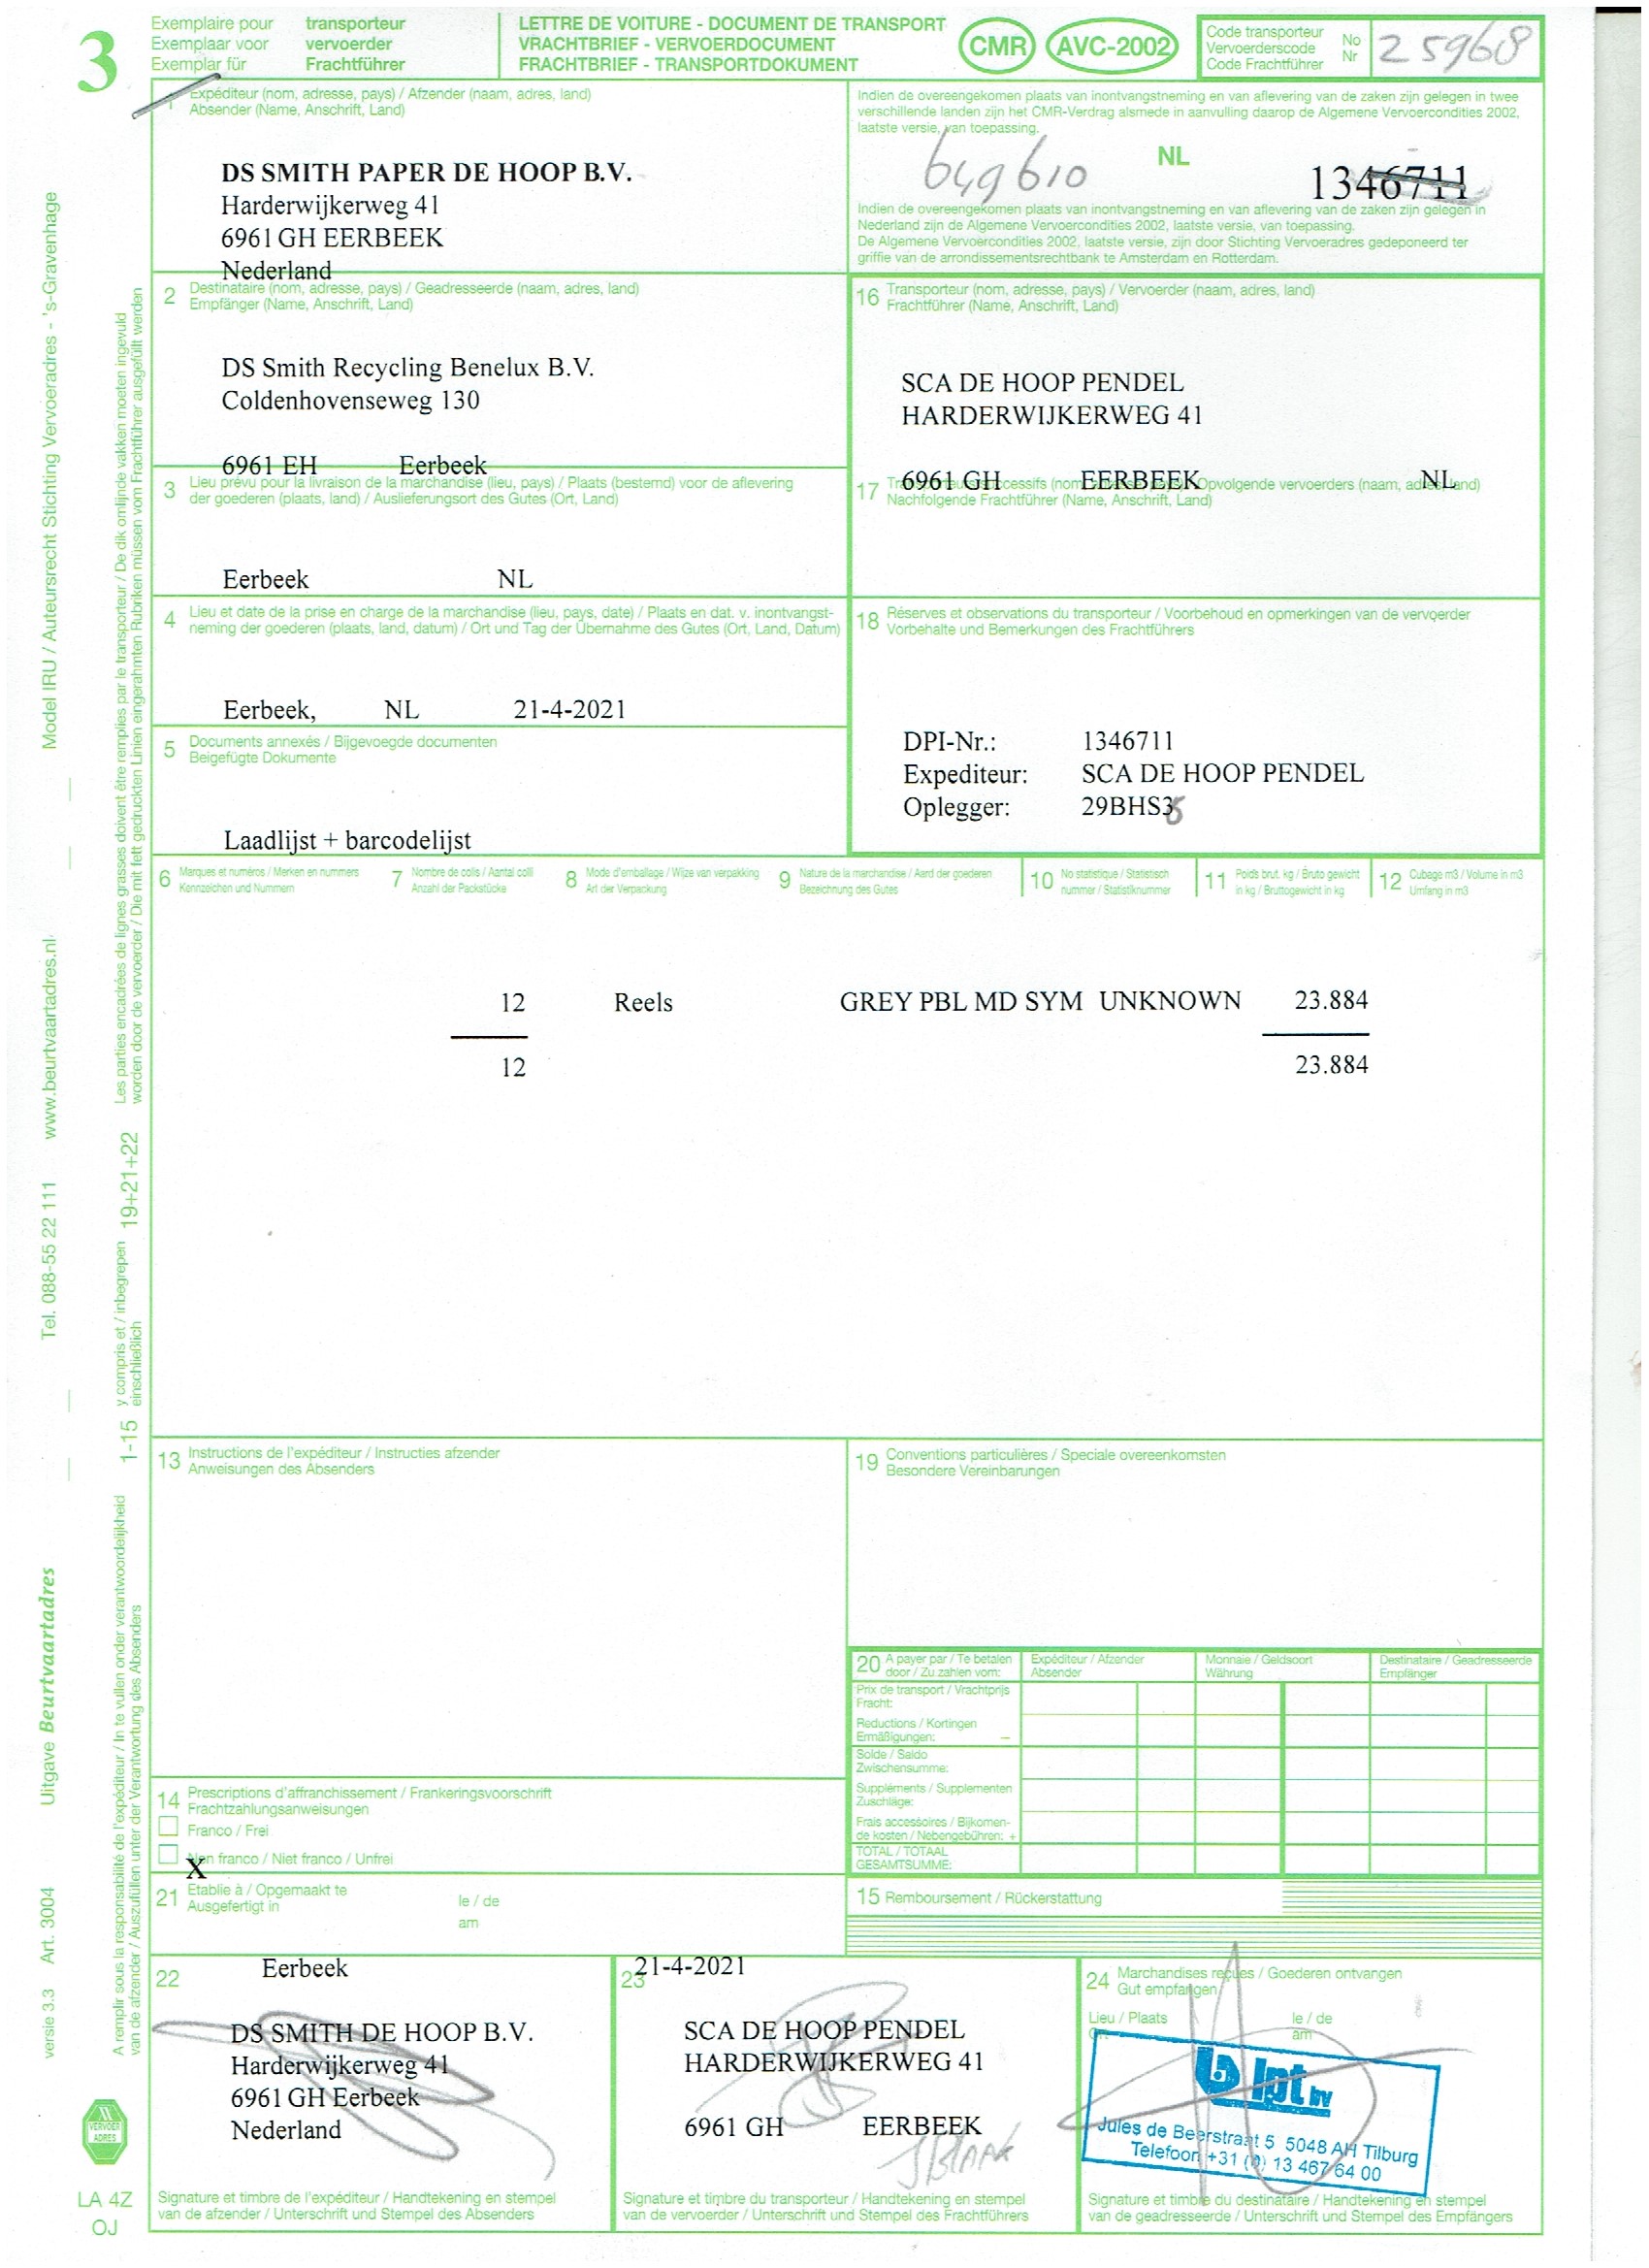 3
Exemplaire pour transporteur
Exemplaar voor vervoerder
Exemplar für Frachtführer
LETTRE DE VOITURE - DOCUMENT DE TRANSPORT
VRACHTBRIEF - VERVOERDOCUMENT
FRACHTBRIEF - TRANSPORTDOKUMENT
CMR
AVC-2002
Code transporteur
Vervoerderscode
Code Frachtführer
No
Nr
25968
1 Expéditeur (nom, adresse, pays) / Afzender (naam, adres, land)
Absender (Name, Anschrift, Land)
DS SMITH PAPER DE HOOP B.V.
Harderwijkerweg 41
6961 GH EERBEEK
Nederland
Indien de overeengekomen plaats van inontvangstneming en van aflevering van de zaken zijn gelegen in twee
verschillende landen zijn het CMR-Verdrag alsmede in aanvulling daarop de Algemene Vervoercondities 2002,
laatste versie, van toepassing.
649610
NL
1346711
Indien de overeengekomen plaats van inontvangstneming en van aflevering van de zaken zijn gelegen in
Nederland zijn de Algemene Vervoercondities 2002, laatste versie, van toepassing.
De Algemene Vervoercondities 2002, laatste versie, zijn door Stichting Vervoeradres gedeponeerd ter
griffie van de arrondissementsrechtbank te Amsterdam en Rotterdam.
2 Destinataire (nom, adresse, pays) / Geadresseerde (naam, adres, land)
Empfänger (Name, Anschrift, Land)
DS Smith Recycling Benelux B.V.
Coldenhovenseweg 130
6961 EH Eerbeek
16 Transporteur (nom, adresse, pays) / Vervoerder (naam, adres, land)
Frachtführer (Name, Anschrift, Land)
SCA DE HOOP PENDEL
HARDERWIJKERWEG 41
6961 GH EERBEEK NL
3 Lieu prévu pour la livraison de la marchandise (lieu, pays) / Plaats (bestemd) voor de aflevering
der goederen (plaats, land) / Auslieferungsort des Gutes (Ort, Land)
Eerbeek NL
17 Opvolgende vervoerders (naam, adres, land)
Nachfolgende Frachtführer (Name, Anschrift, Land)
4 Lieu et date de la prise en charge de la marchandise (lieu, pays, date) / Plaats en dat. v. inontvangst-
neming der goederen (plaats, land, datum) / Ort und Tag der Übernahme des Gutes (Ort, Land, Datum)
Eerbeek, NL 21-4-2021
18 Réserves et observations du transporteur / Voorbehoud en opmerkingen van de vervoerder
Vorbehalte und Bemerkungen des Frachtführers
DPI-Nr.: 1346711
Expediteur: SCA DE HOOP PENDEL
Oplegger: 29BHS3
5 Documents annexés / Bijgevoegde documenten
Beigefügte Dokumente
Laadlijst + barcodelijst
6 Marques et numéros / Merken en nummers
Kennzeichen und Nummern
7 Nombre de colis / Aantal colli
Anzahl der Packstücke
8 Mode d'emballage / Wijze van verpakking
Art der Verpackung
9 Nature de la marchandise / Aard der goederen
Bezeichnung des Gutes
10 No statistique / Statistisch
nummer / Statistiknummer
11 Poids brut. kg / Bruto gewicht
in kg / Bruttogewicht in kg
12 Cubage m3 / Volume in m3
Umfang in m3
12 Reels GREY PBL MD SYM UNKNOWN 23.884
12 23.884
13 Instructions de l'expéditeur / Instructies afzender
Anweisungen des Absenders
19 Conventions particulières / Speciale overeenkomsten
Besondere Vereinbarungen
20 A payer par / Te betalen
door / Zu zahlen vom:
Expéditeur / Afzender
Absender
Monnaie / Geldsoort
Währung
Destinataire / Geadresseerde
Empfänger
Prix de transport / Vrachtprijs
Fracht:
Reductions / Kortingen
Ermäßigungen: –
Solde / Saldo
Zwischensumme:
Suppléments / Supplementen
Zuschläge:
Frais accessoires / Bijkomen-
de kosten / Nebengebühren: +
TOTAL / TOTAAL
GESAMTSUMME:
14 Prescriptions d'affranchissement / Frankeringsvoorschrift
Frachtzahlungsanweisungen
Franco / Frei
Non franco / Niet franco / Unfrei
X
21 Etablie à / Opgemaakt te
Ausgefertigt in
le / de
am
15 Remboursement / Rückerstattung
Eerbeek 21-4-2021
22
DS SMITH DE HOOP B.V.
Harderwijkerweg 41
6961 GH Eerbeek
Nederland
Signature et timbre de l'expéditeur / Handtekening en stempel
van de afzender / Unterschrift und Stempel des Absenders
23
SCA DE HOOP PENDEL
HARDERWIJKERWEG 41
6961 GH EERBEEK
Signature et timbre du transporteur / Handtekening en stempel
van de vervoerder / Unterschrift und Stempel des Frachtführers
24 Marchandises reçues / Goederen ontvangen
Gut empfangen
Lieu / Plaats
le / de
am
lpt bv
Jules de Beerstraat 5 5048 AH Tilburg
Telefoon +31 (0) 13 467 64 00
Signature et timbre du destinataire / Handtekening en stempel
van de geadresseerde / Unterschrift und Stempel des Empfängers
Model IRU / Auteursrecht Stichting Vervoeradres - 's-Gravenhage
www.beurtvaartadres.nl
Tel. 088-55 22 111
Uitgave Beurtvaartadres
Art. 3004
versie 3.3
Les parties encadrées de lignes grasses doivent être remplies par le transporteur / De dik omlijnde vakken moeten ingevuld
worden door de vervoerder / Die mit fett gedruckten Linien eingerahmten Rubriken müssen vom Frachtführer ausgefüllt werden
19+21+22
y compris et / inbegrepen
einschließlich
1-15
A remplir sous la responsabilité de l'expéditeur / In te vullen onder verantwoordelijkheid
van de afzender / Auszufüllen unter der Verantwortung des Absenders
VERVOER
ADRES
LA 4Z
OJ